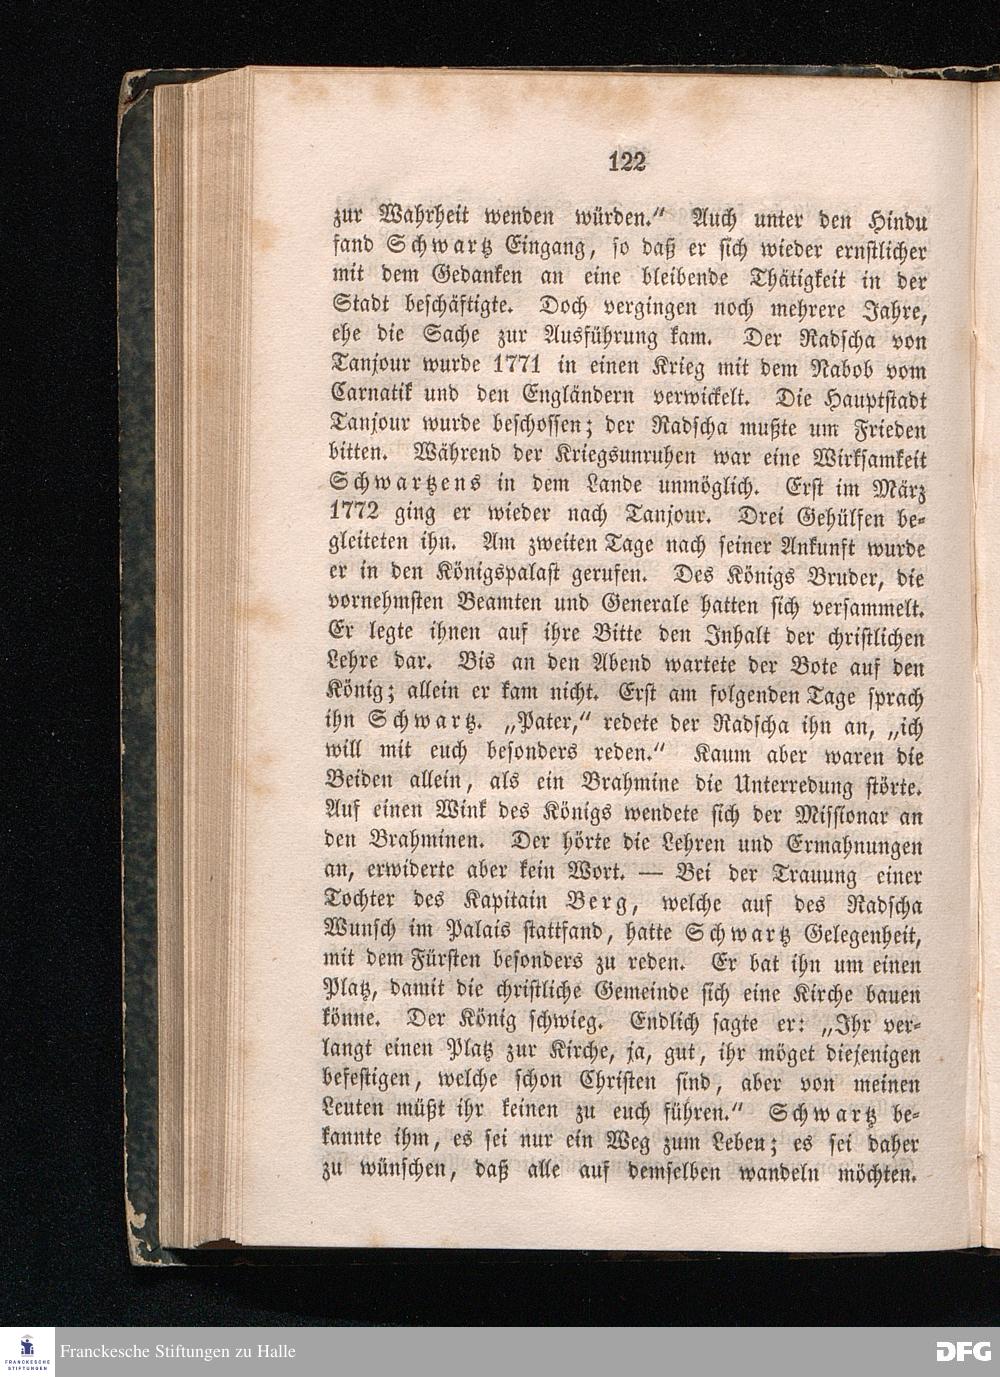 122
zur Wahrheit wenden würden.“ Auch unter den Hindu
fand Schwartz Eingang, so daß er sich wieder ernstlicher
mit dem Gedanken an eine bleibende Thätigkeit in der
Stadt beschäftigte. Doch vergingen noch mehrere Jahre,
ehe die Sache zur Ausführung kam. Der Radscha von
Tanjour wurde 1771 in einen Krieg mit dem Nabob vom
Carnatik und den Engländern verwickelt. Die Hauptstadt
Tanjour wurde beschossen; der Radscha mußte um Frieden
bitten. Während der Kriegsunruhen war eine Wirksamkeit
Schwartzens in dem Lande unmöglich. Erst im März
1772 ging er wieder nach Tanjour. Drei Gehülfen be-
gleiteten ihn. Am zweiten Tage nach seiner Ankunft wurde
er in den Königspalast gerufen. Des Königs Bruder, die
vornehmsten Beamten und Generale hatten sich versammelt.
Er legte ihnen auf ihre Bitte den Inhalt der christlichen
Lehre dar. Bis an den Abend wartete der Bote auf den
König; allein er kam nicht. Erst am folgenden Tage sprach
ihn Schwartz. „Pater,“ redete der Radscha ihn an, „ich
will mit euch besonders reden.“ Kaum aber waren die
Beiden allein, als ein Brahmine die Unterredung störte.
Auf einen Wink des Königs wendete sich der Missionar an
den Brahminen. Der hörte die Lehren und Ermahnungen
an, erwiderte aber kein Wort. — Bei der Trauung einer
Tochter des Kapitain Berg, welche auf des Radscha
Wunsch im Palais stattfand, hatte Schwartz Gelegenheit,
mit dem Fürsten besonders zu reden. Er bat ihn um einen
Platz, damit die christliche Gemeinde sich eine Kirche bauen
könne. Der König schwieg. Endlich sagte er: „Ihr ver-
langt einen Platz zur Kirche, ja, gut, ihr möget diejenigen
befestigen, welche schon Christen sind, aber von meinen
Leuten müßt ihr keinen zu euch führen.“ Schwartz be-
kannte ihm, es sei nur ein Weg zum Leben; es sei daher
zu wünschen, daß alle auf demselben wandeln möchten.
FRANCKESCHE
STIFTUNGEN
Franckesche Stiftungen zu Halle
DFG